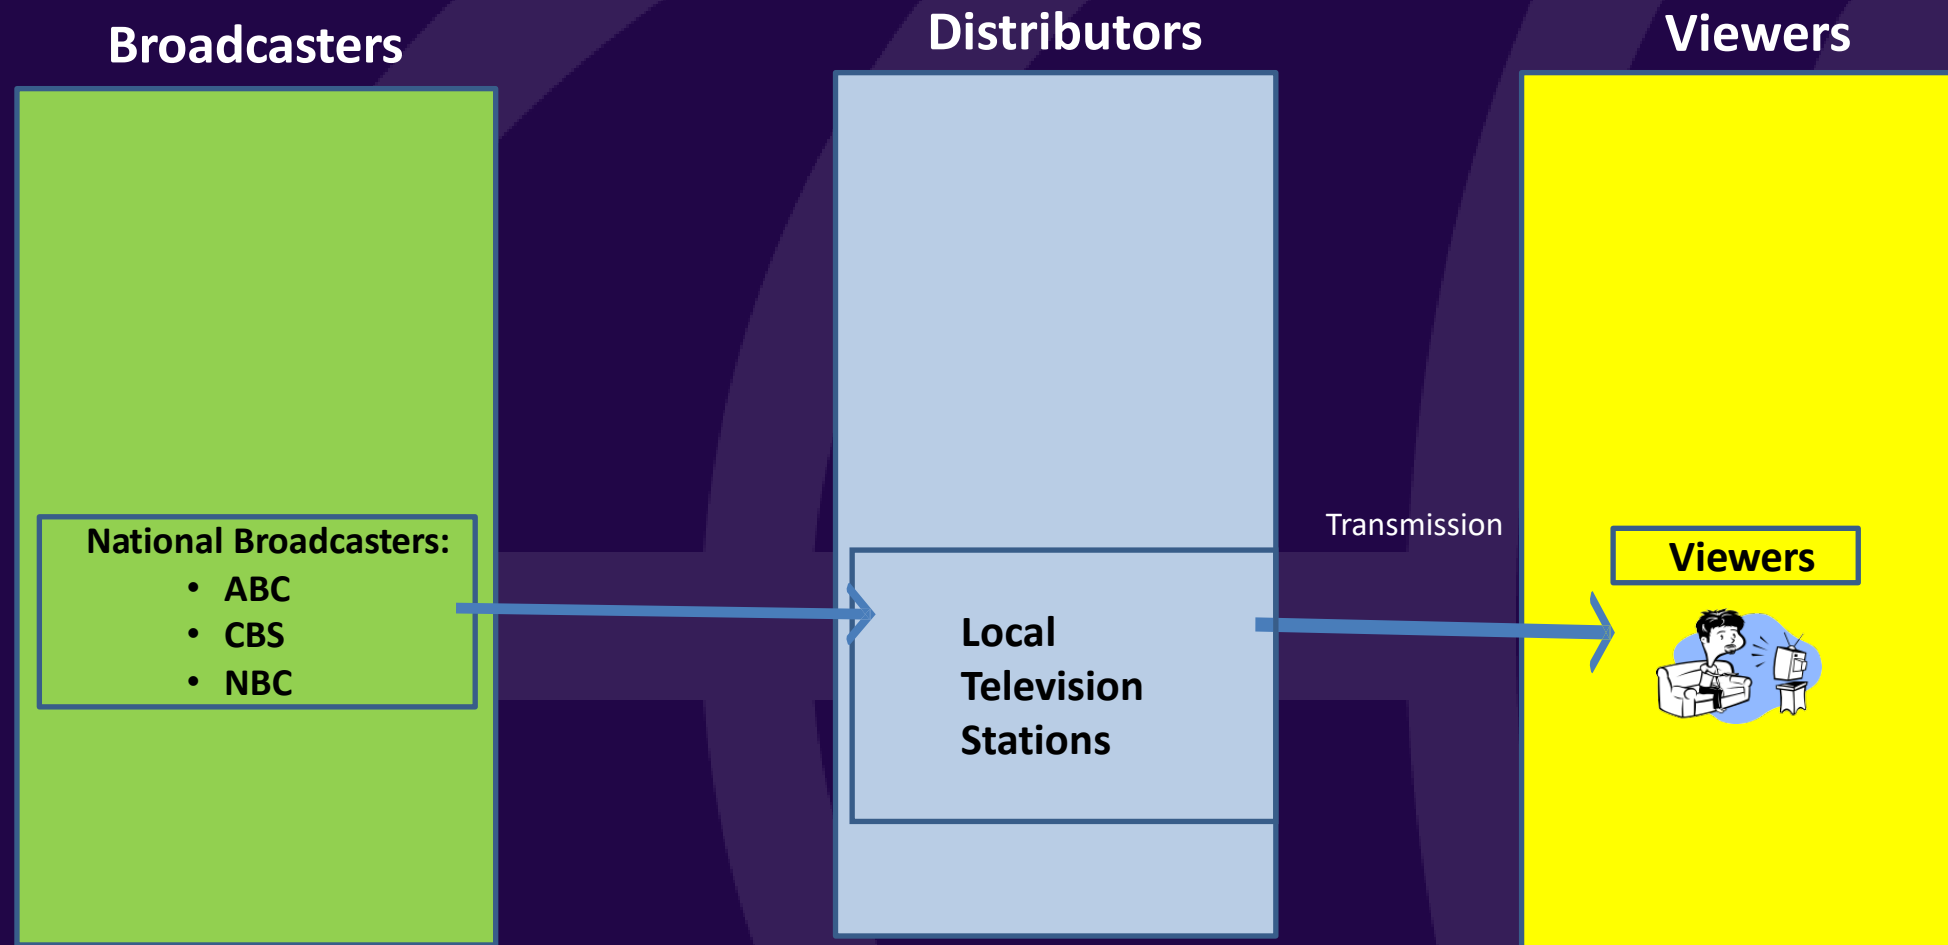 Broadcasters
Distributors
Viewers
National Broadcasters:
• ABC
• CBS
• NBC
Local
Television
Stations
Transmission
Viewers